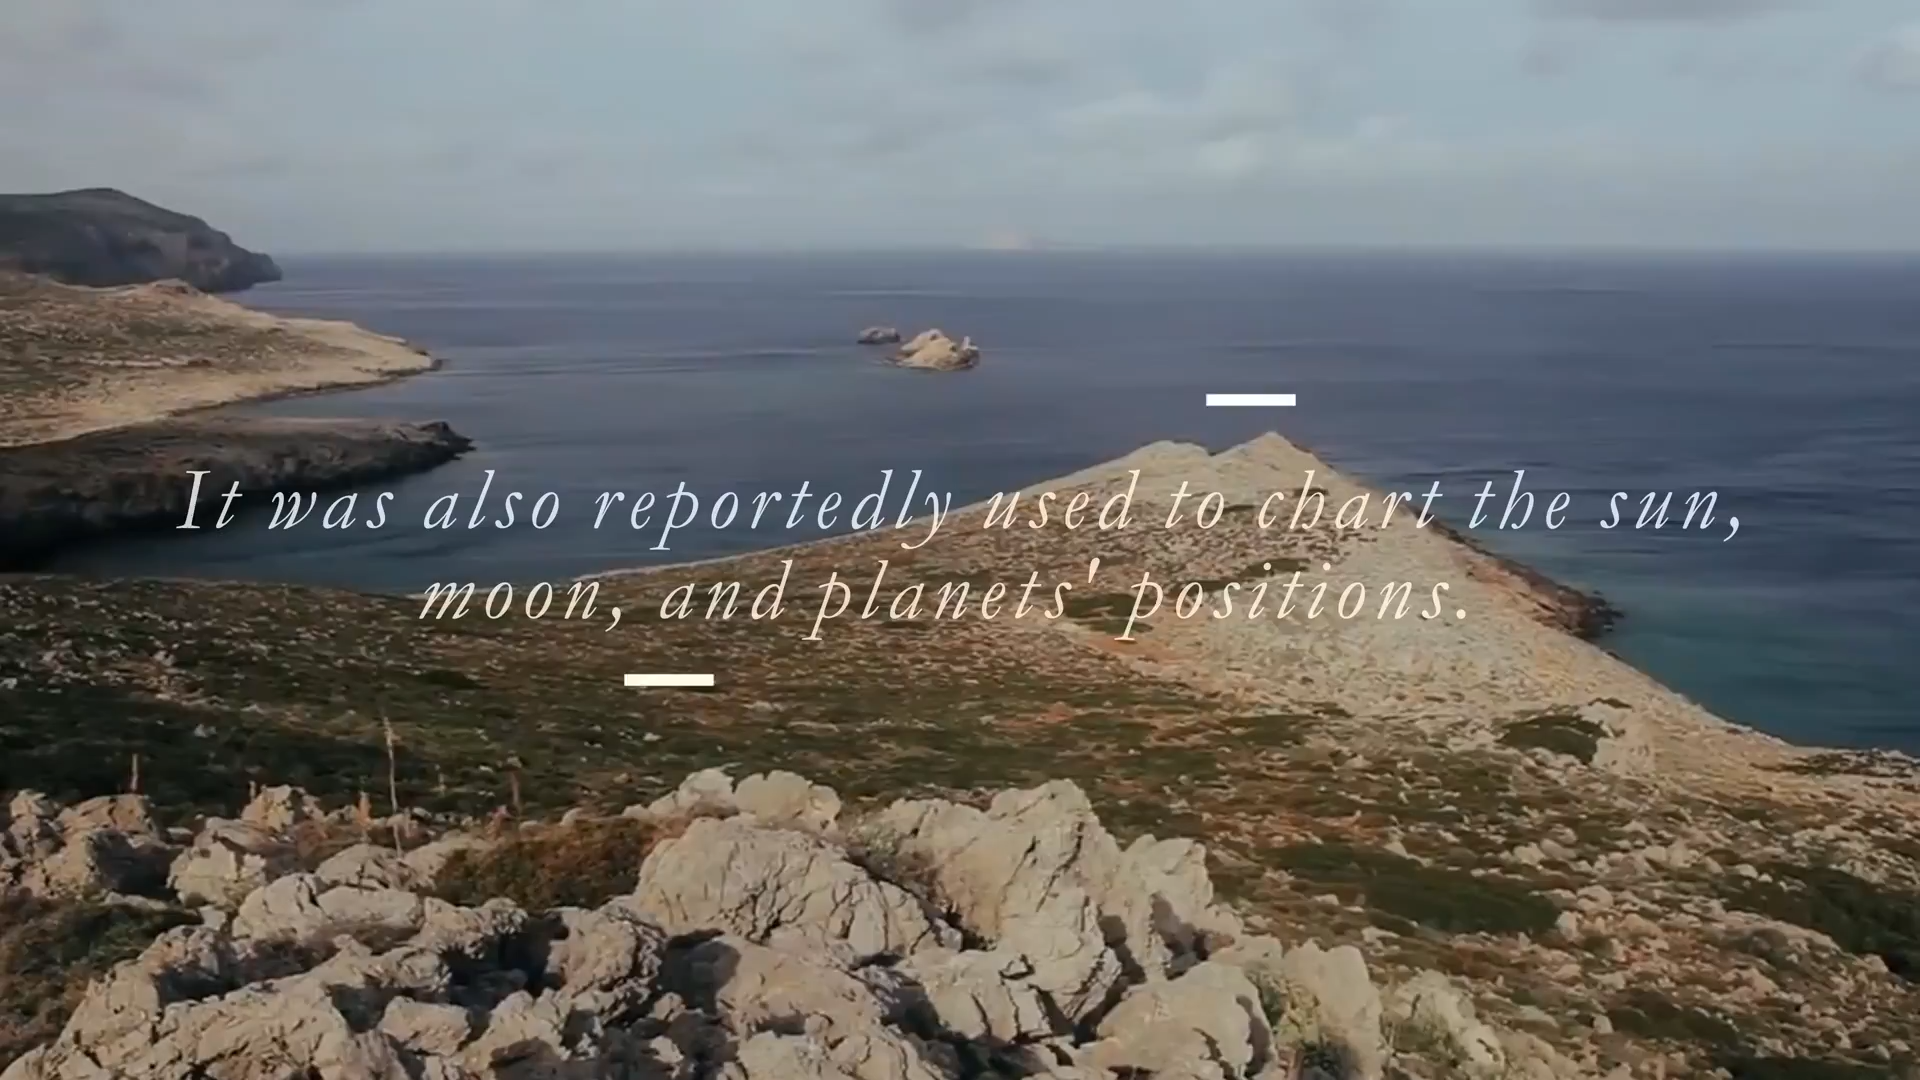 It was also reportedly used to chart the sun,
moon, and planets' positions.